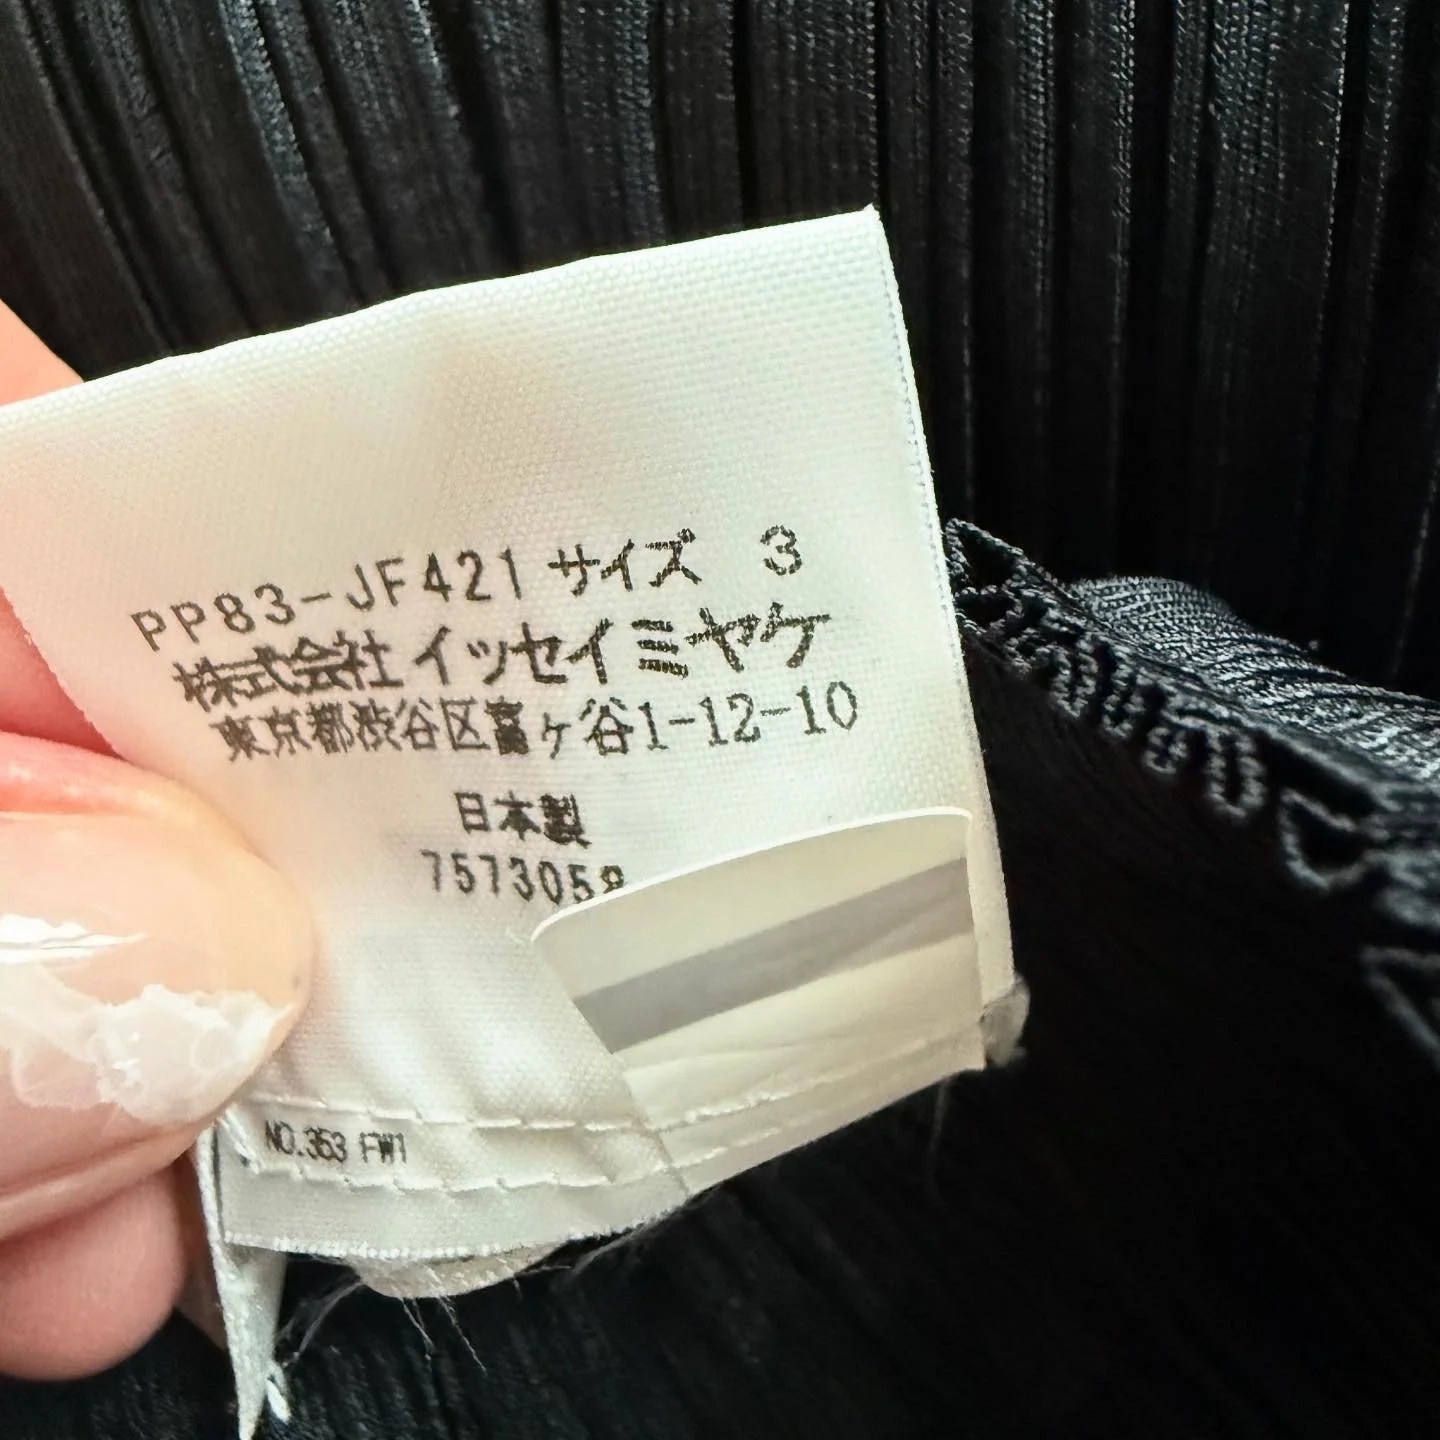 PP83-JF421 サイズ 3
株式会社 イッセイミヤケ
東京都渋谷区富ヶ谷1-12-10
日本製
7573058
NO.353 FW1